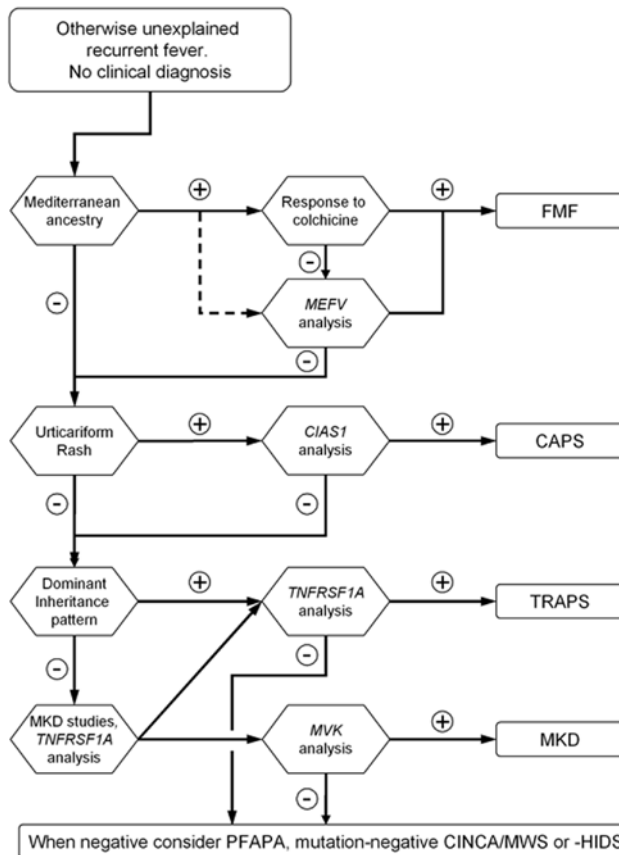 Otherwise unexplained
recurrent fever.
No clinical diagnosis
Mediterranean
ancestry
+
Response to
colchicine
+
FMF
-
-
MEFV
analysis
-
Urticariform
Rash
+
CIAS1
analysis
+
CAPS
-
-
Dominant
Inheritance
pattern
+
TNFRSF1A
analysis
+
TRAPS
-
-
MKD studies,
TNFRSF1A
analysis
MVK
analysis
+
MKD
-
When negative consider PFAPA, mutation-negative CINCA/MWS or -HIDS